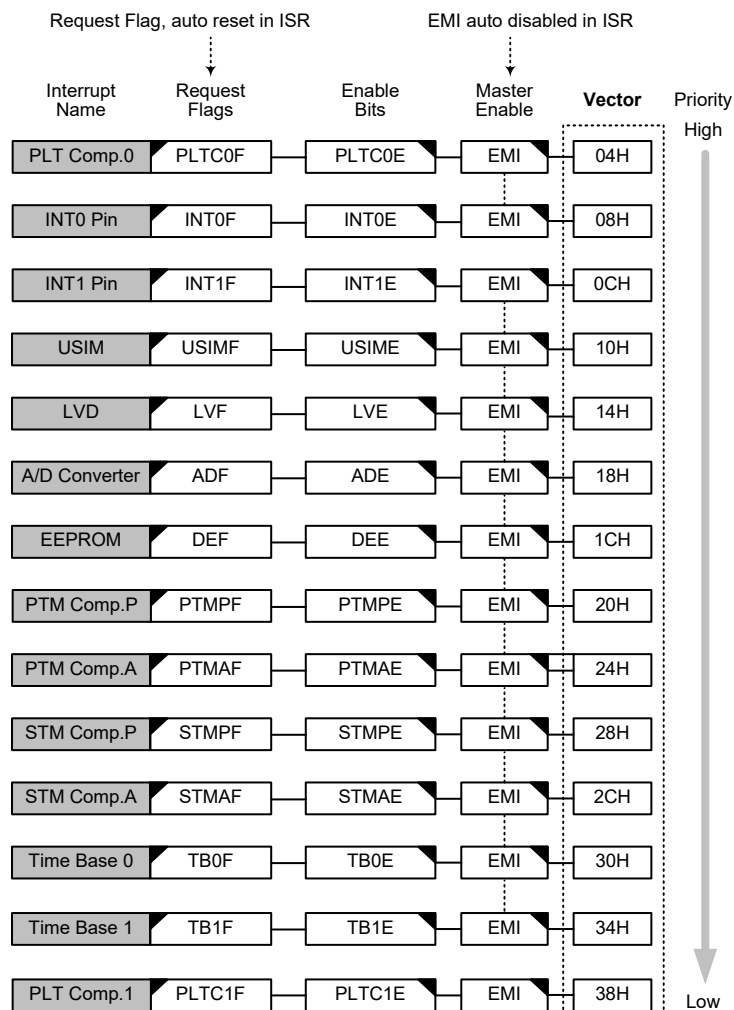 Request Flag, auto reset in ISR
EMI auto disabled in ISR
Interrupt Name
Request Flags
Enable Bits
Master Enable
Vector
Priority
High
PLT Comp.0 PLTC0F PLTC0E EMI 04H
INT0 Pin INT0F INT0E EMI 08H
INT1 Pin INT1F INT1E EMI 0CH
USIM USIMF USIME EMI 10H
LVD LVF LVE EMI 14H
A/D Converter ADF ADE EMI 18H
EEPROM DEF DEE EMI 1CH
PTM Comp.P PTMPF PTMPE EMI 20H
PTM Comp.A PTMAF PTMAE EMI 24H
STM Comp.P STMPF STMPE EMI 28H
STM Comp.A STMAF STMAE EMI 2CH
Time Base 0 TB0F TB0E EMI 30H
Time Base 1 TB1F TB1E EMI 34H
PLT Comp.1 PLTC1F PLTC1E EMI 38H
Low